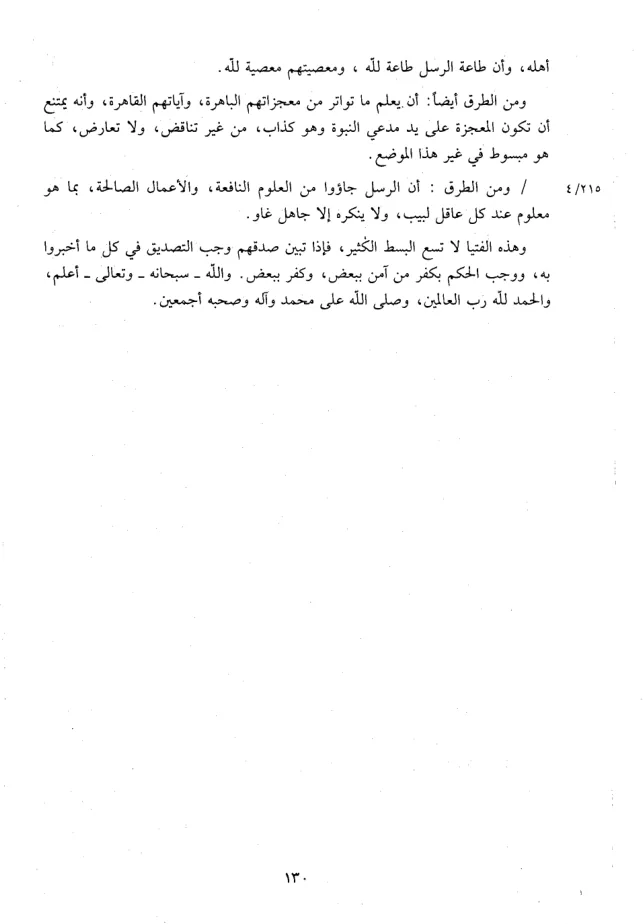 أهله، وأن طاعة الرسل طاعة لله ، ومعصيتهم معصية لله.
ومن الطرق أيضاً: أن يعلم ما تواتر من معجزاتهم الباهرة، وآياتهم القاهرة، وأنه يمتنع
أن تكون المعجزة على يد مدعي النبوة وهو كذاب، من غير تناقض، ولا تعارض، كما
هو مبسوط في غير هذا الموضع.
٤/٢١٥ / ومن الطرق : أن الرسل جاؤوا من العلوم النافعة، والأعمال الصالحة، بما هو
معلوم عند كل عاقل لبيب، ولا ينكره إلا جاهل غاو.
وهذه الفتيا لا تسع البسط الكثير، فإذا تبين صدقهم وجب التصديق في كل ما أخبروا
به، ووجب الحكم بكفر من آمن ببعض، وكفر ببعض. والله ـ سبحانه ـ وتعالى ـ أعلم،
والحمد لله رب العالمين، وصلى الله على محمد وآله وصحبه أجمعين.
١٣٠